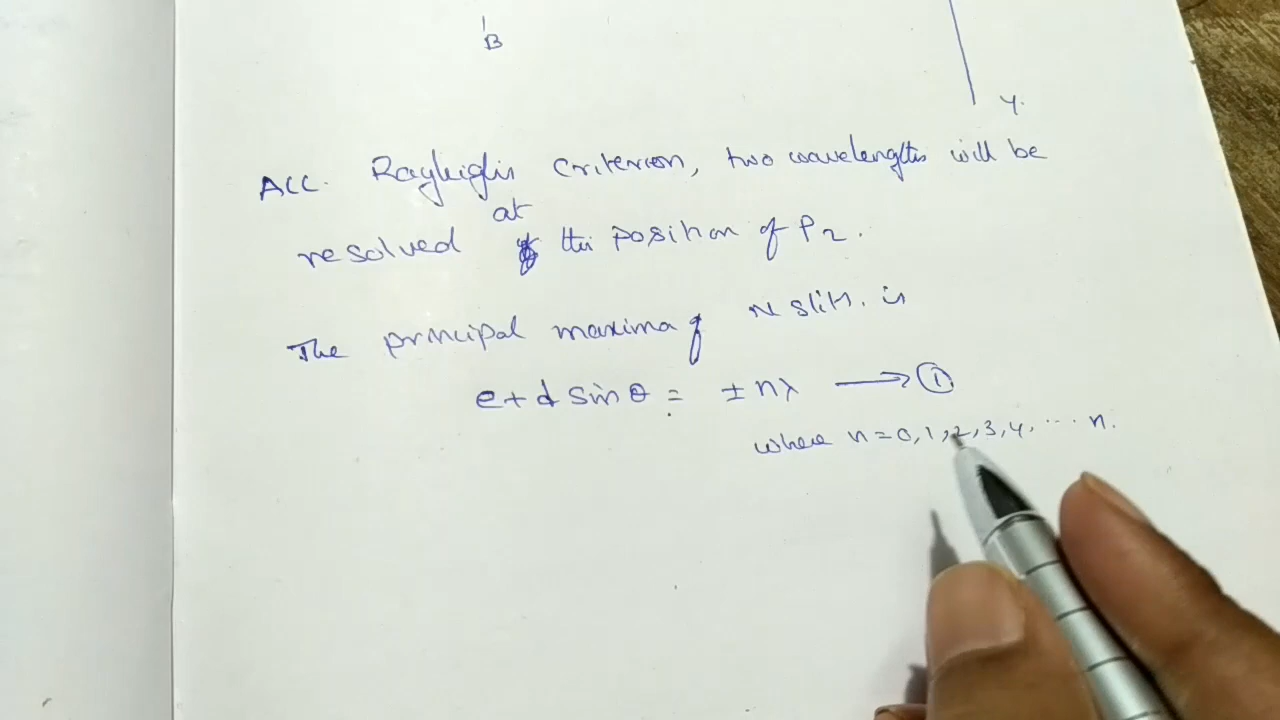 B
Y.
Acc. Rayleigh's criterion, two wavelengths will be
at
resolved the position of P2.
The principal maxima of N slits. is
e+d sinθ = ±nλ ⟶ ①
where n=0,1,2,3,4,.... n.